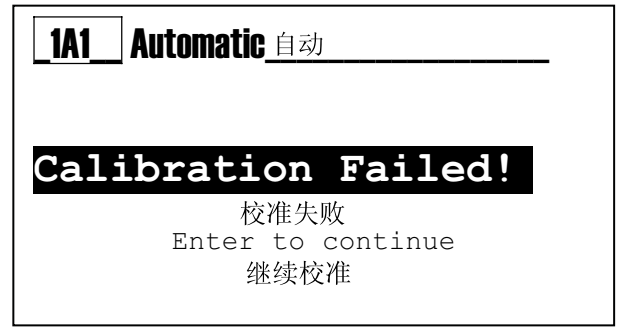 1A1 Automatic 自动
Calibration Failed!
校准失败
Enter to continue
继续校准